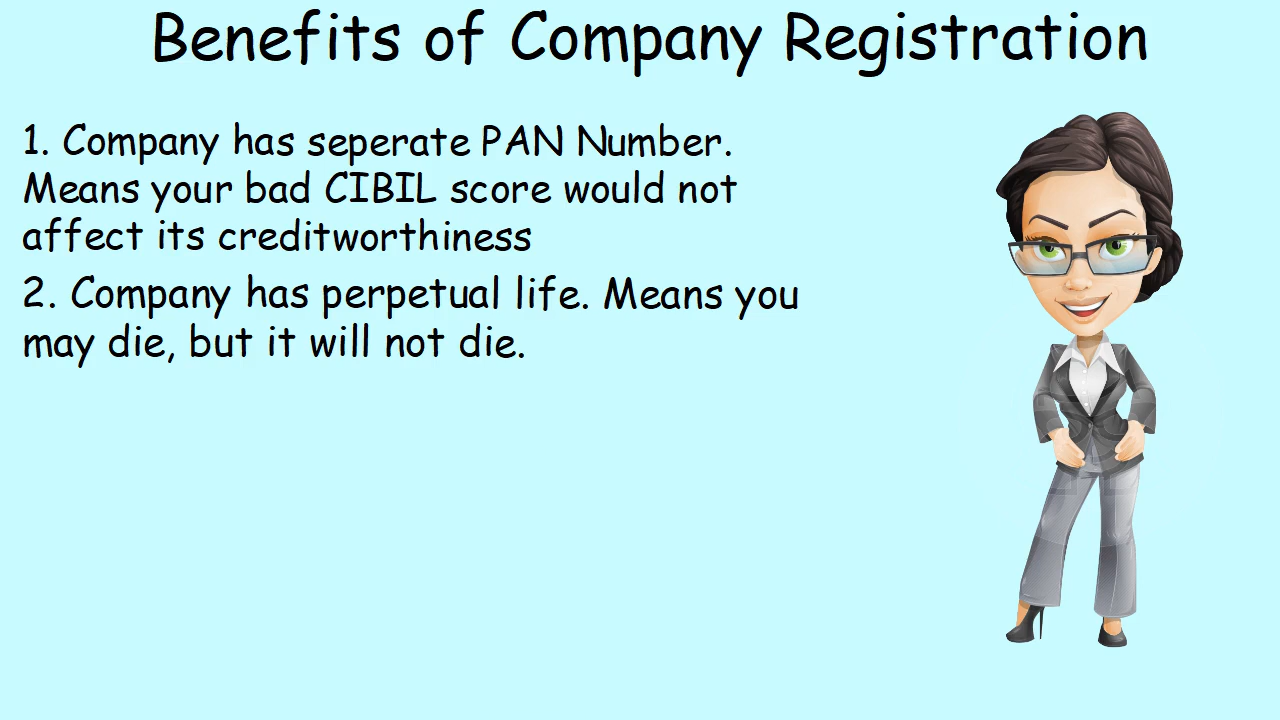 Benefits of Company Registration
1. Company has seperate PAN Number.
Means your bad CIBIL score would not
affect its creditworthiness
2. Company has perpetual life. Means you
may die, but it will not die.